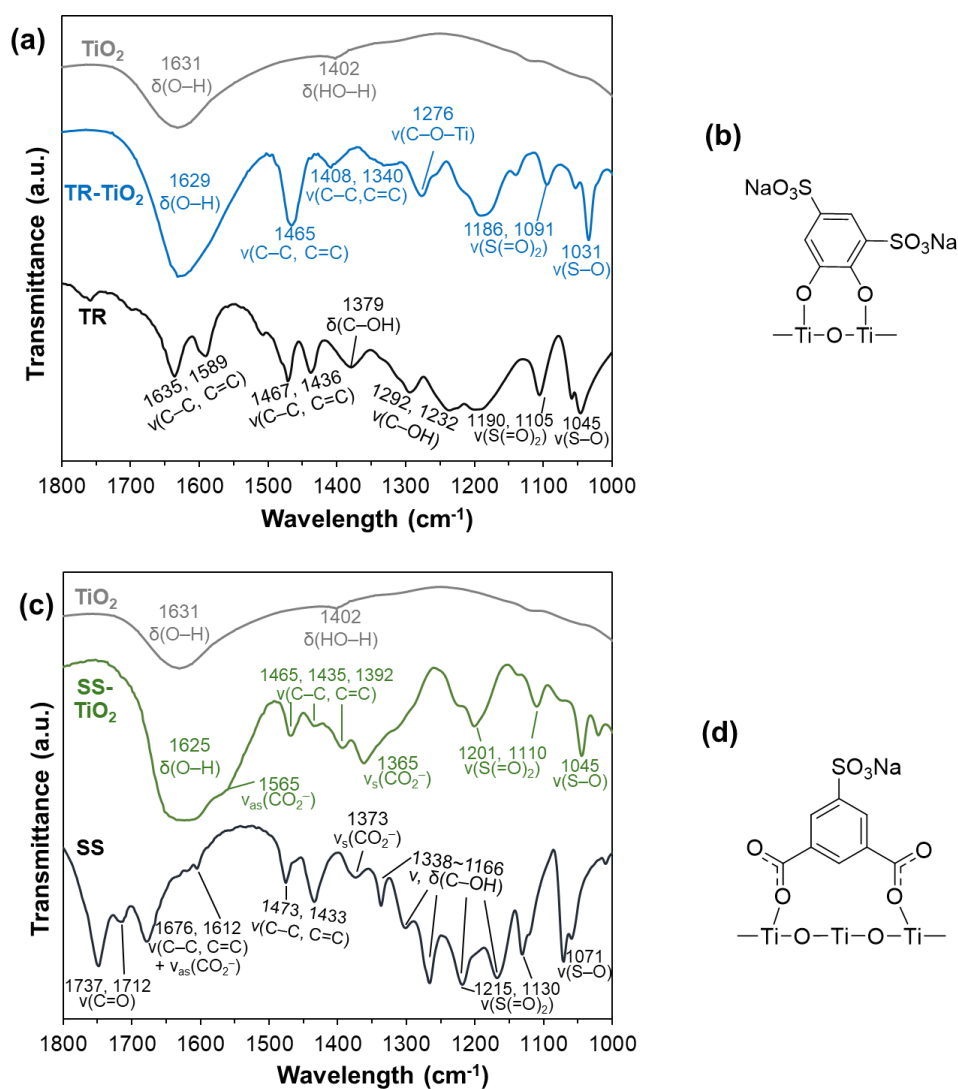 (a)
TiO₂
1631
δ(O–H)
1402
δ(HO–H)
1276
ν(C–O–Ti)
TR-TiO₂
1629
δ(O–H)
1408, 1340
ν(C–C,C=C)
1465
ν(C–C, C=C)
1186, 1091
ν(S(=O)₂)
1031
ν(S–O)
TR
1379
δ(C–OH)
1635, 1589
ν(C–C, C=C)
1467, 1436
ν(C–C, C=C)
1292, 1232
ν(C–OH)
1190, 1105
ν(S(=O)₂)
1045
ν(S–O)
Transmittance (a.u.)
1800 1700 1600 1500 1400 1300 1200 1100 1000
Wavelength (cm⁻¹)
(b)
NaO₃S
SO₃Na
O O
Ti O Ti
(c)
TiO₂
1631
δ(O–H)
1402
δ(HO–H)
SS-
TiO₂
1465, 1435, 1392
ν(C–C, C=C)
1625
δ(O–H)
1565
νas(CO₂⁻)
1365
νs(CO₂⁻)
1201, 1110
ν(S(=O)₂)
1045
ν(S–O)
SS
1373
νs(CO₂⁻)
1338~1166
ν, δ(C–OH)
1473, 1433
ν(C–C, C=C)
1676, 1612
ν(C–C, C=C)
+ νas(CO₂⁻)
1737, 1712
ν(C=O)
1215, 1130
ν(S(=O)₂)
1071
ν(S–O)
Transmittance (a.u.)
1800 1700 1600 1500 1400 1300 1200 1100 1000
Wavelength (cm⁻¹)
(d)
SO₃Na
O O
O O
Ti O Ti O Ti